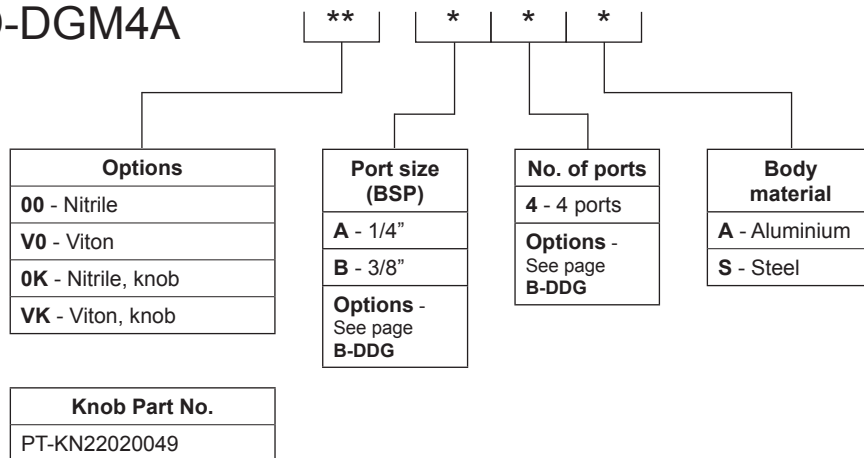 -DGM4A
** * * *
Options
00 - Nitrile
V0 - Viton
0K - Nitrile, knob
VK - Viton, knob
Port size
(BSP)
A - 1/4”
B - 3/8”
Options -
See page
B-DDG
No. of ports
4 - 4 ports
Options -
See page
B-DDG
Body
material
A - Aluminium
S - Steel
Knob Part No.
PT-KN22020049